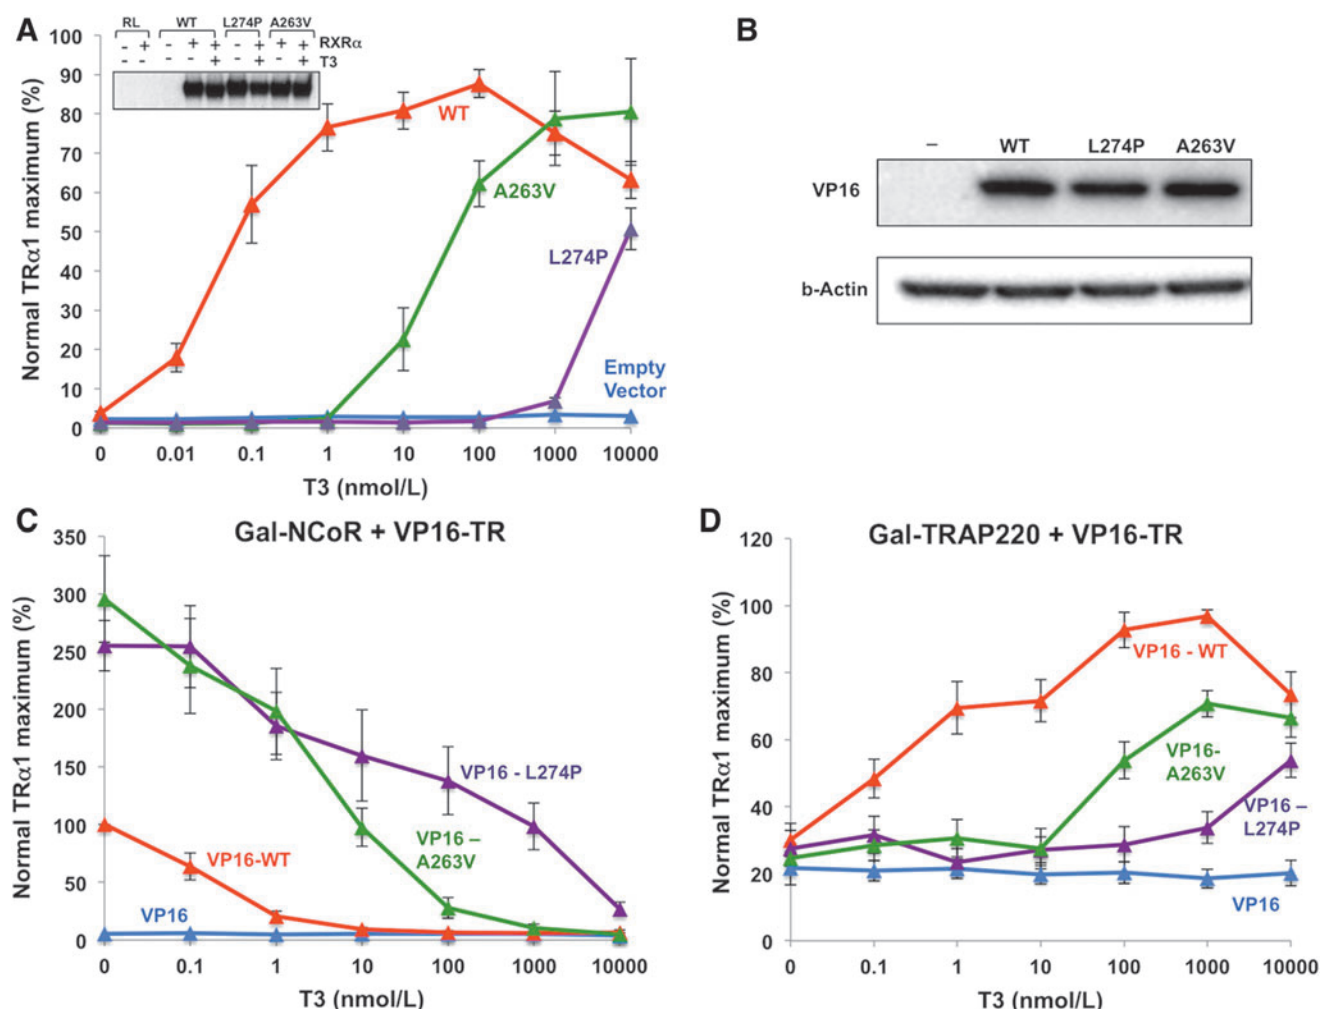 A
RL WT L274P A263V
- + - + + - + + + RXRα
- - - - + - + - + T3
Normal TRα1 maximum (%)
100
90
80
70
60
50
40
30
20
10
0
WT
A263V
L274P
Empty
Vector
0 0.01 0.1 1 10 100 1000 10000
T3 (nmol/L)
B
– WT L274P A263V
VP16
b-Actin
C
Gal-NCoR + VP16-TR
Normal TRα1 maximum (%)
350
300
250
200
150
100
50
0
VP16 - L274P
VP16 –
A263V
VP16-WT
VP16
0 0.1 1 10 100 1000 10000
T3 (nmol/L)
D
Gal-TRAP220 + VP16-TR
Normal TRα1 maximum (%)
120
100
80
60
40
20
0
VP16 - WT
VP16-
A263V
VP16 –
L274P
VP16
0 0.1 1 10 100 1000 10000
T3 (nmol/L)